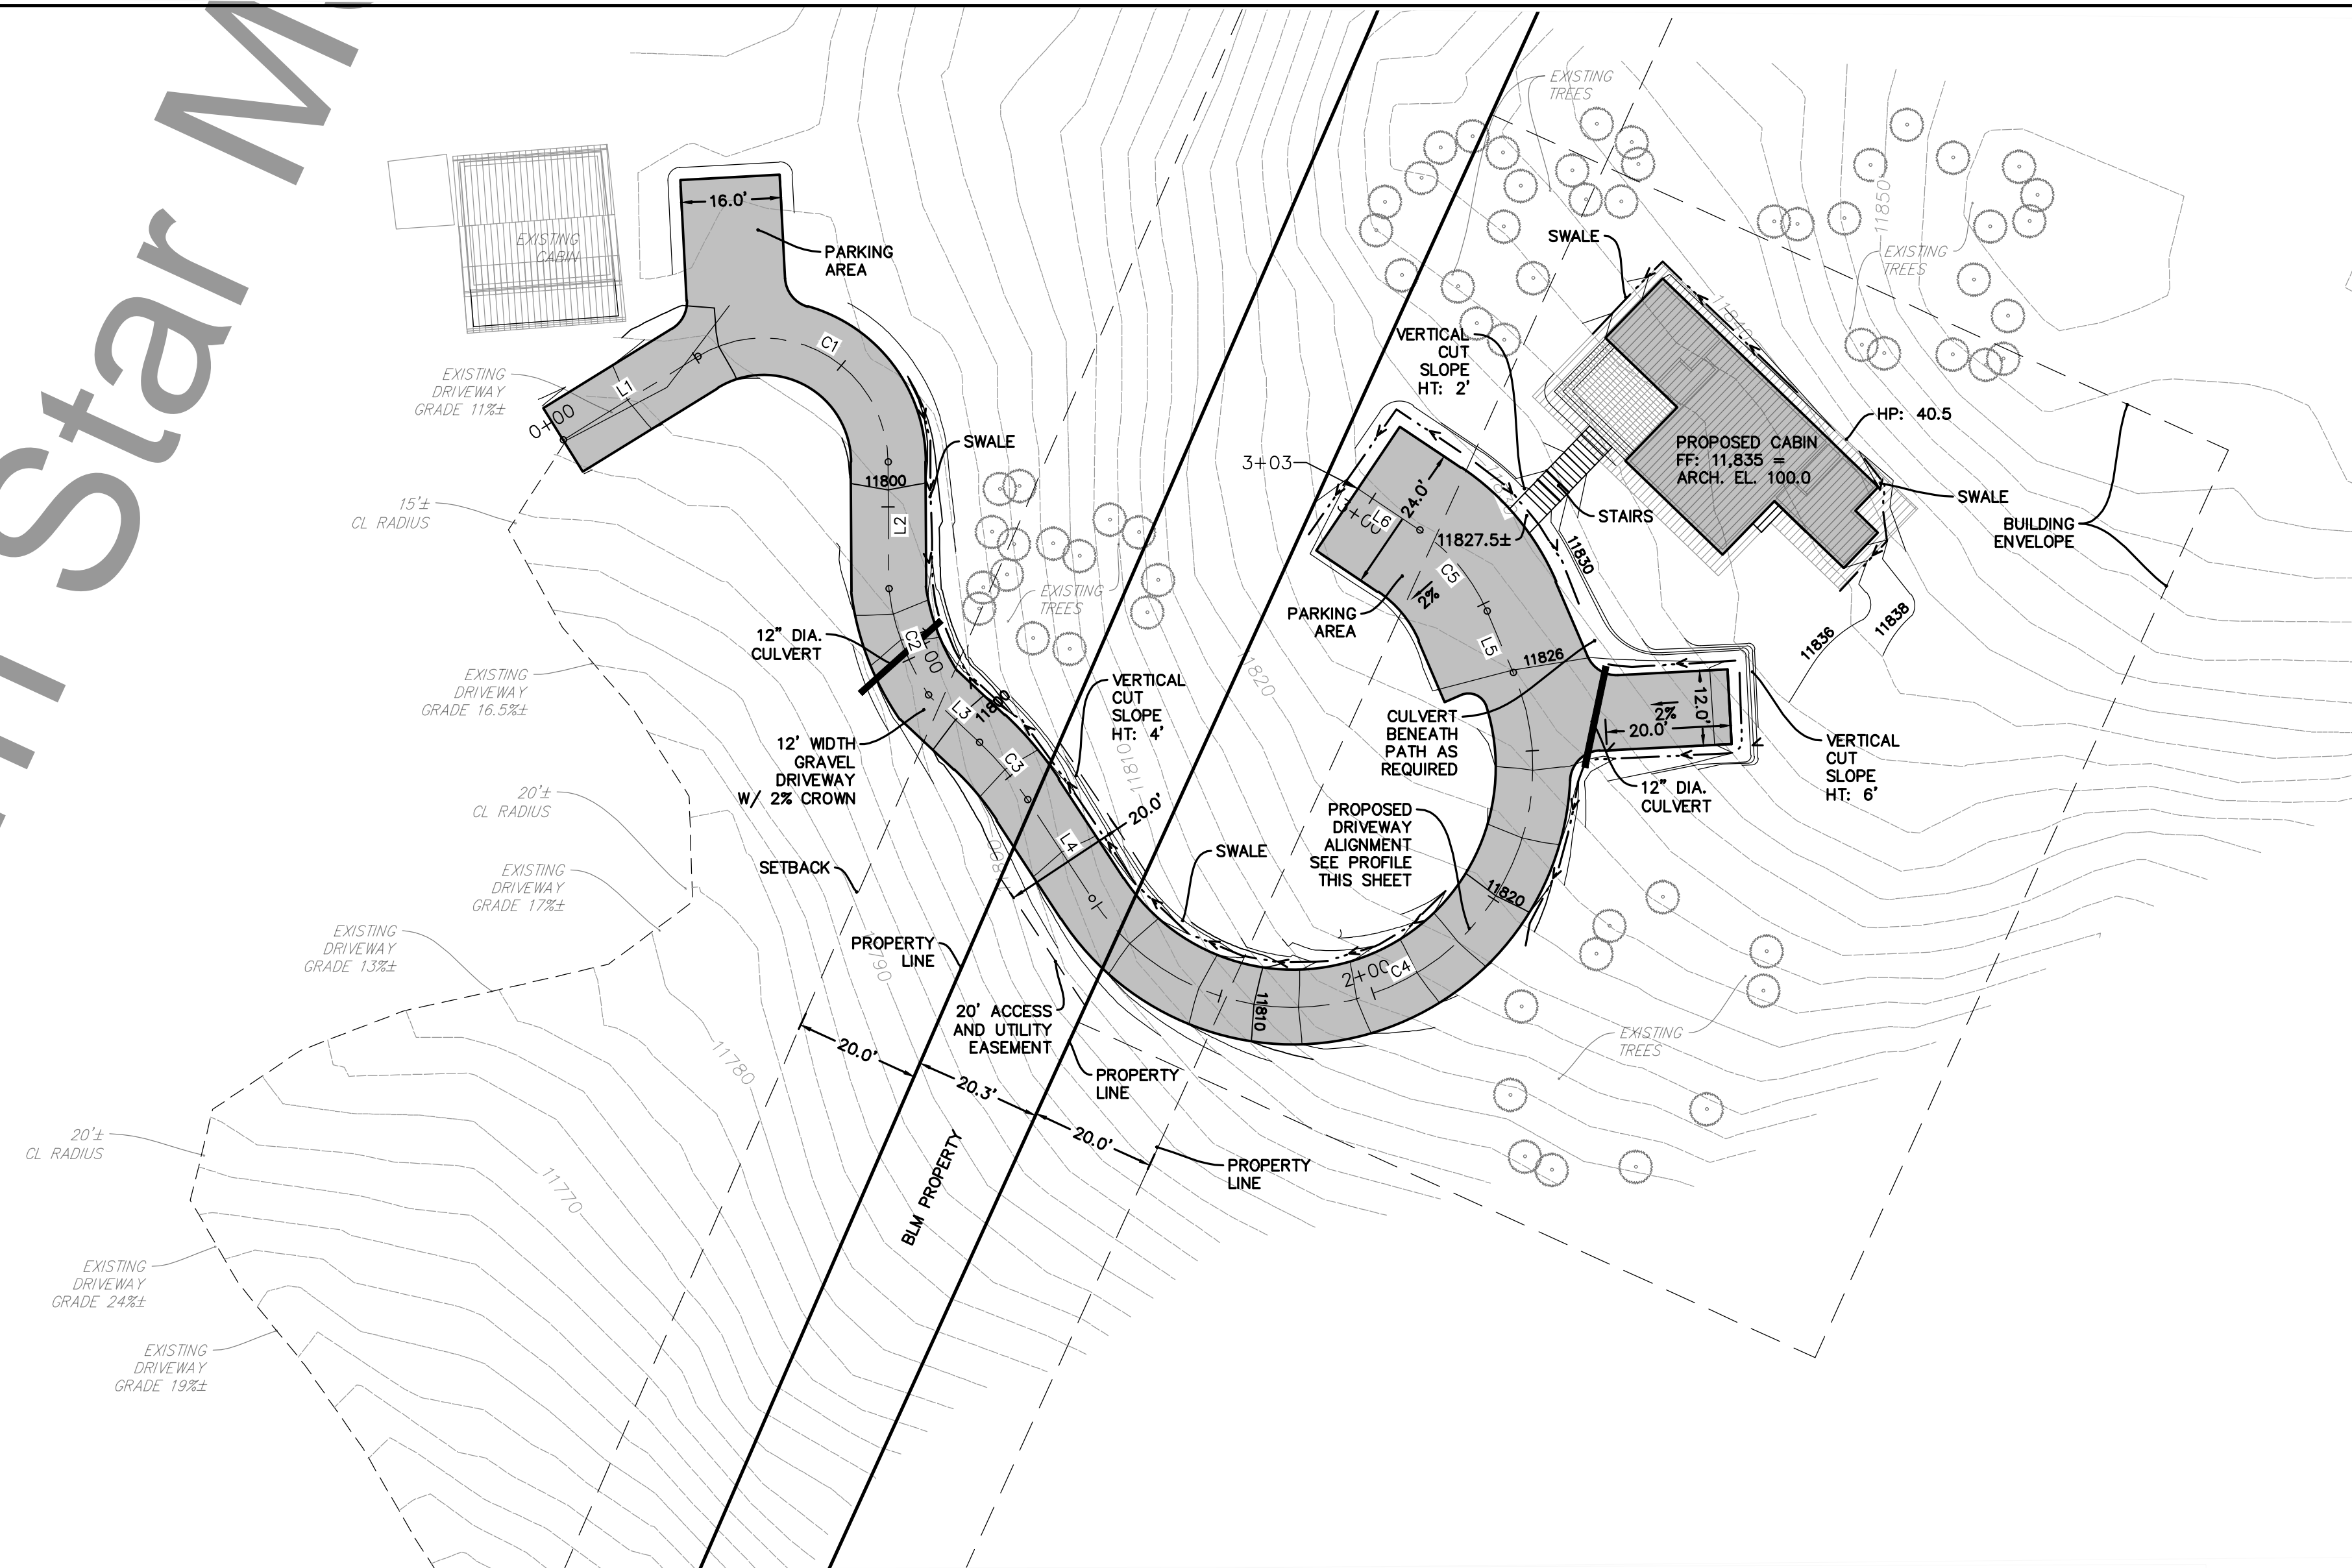 Star
EXISTING
TREES
16.0'
EXISTING
CABIN
PARKING
AREA
SWALE
11850
EXISTING
TREES
C1
VERTICAL
CUT
SLOPE
HT: 2'
EXISTING
DRIVEWAY
GRADE 11%±
L1
0+00
HP: 40.5
PROPOSED CABIN
FF: 11,835 =
ARCH. EL. 100.0
SWALE
3+03
24.0'
L6
3+00
11800
SWALE
15'±
CL RADIUS
L2
STAIRS
BUILDING
ENVELOPE
11827.5±
11830
C5
2%
EXISTING
TREES
PARKING
AREA
11836
11838
12" DIA.
CULVERT
C2
L5
11826
EXISTING
DRIVEWAY
GRADE 16.5%±
11820
L3
11800
VERTICAL
CUT
SLOPE
HT: 4'
12.0'
2%
20.0'
CULVERT
BENEATH
PATH AS
REQUIRED
12' WIDTH
GRAVEL
DRIVEWAY
W/ 2% CROWN
C3
11810
VERTICAL
CUT
SLOPE
HT: 6'
20'±
CL RADIUS
12" DIA.
CULVERT
20.0'
PROPOSED
DRIVEWAY
ALIGNMENT
SEE PROFILE
THIS SHEET
L4
SWALE
SETBACK
11800
EXISTING
DRIVEWAY
GRADE 17%±
11820
EXISTING
DRIVEWAY
GRADE 13%±
PROPERTY
LINE
11790
2+00
C4
11810
20' ACCESS
AND UTILITY
EASEMENT
EXISTING
TREES
20.0'
11780
20.3'
PROPERTY
LINE
20.0'
20'±
CL RADIUS
PROPERTY
LINE
11770
BLM PROPERTY
EXISTING
DRIVEWAY
GRADE 24%±
EXISTING
DRIVEWAY
GRADE 19%±